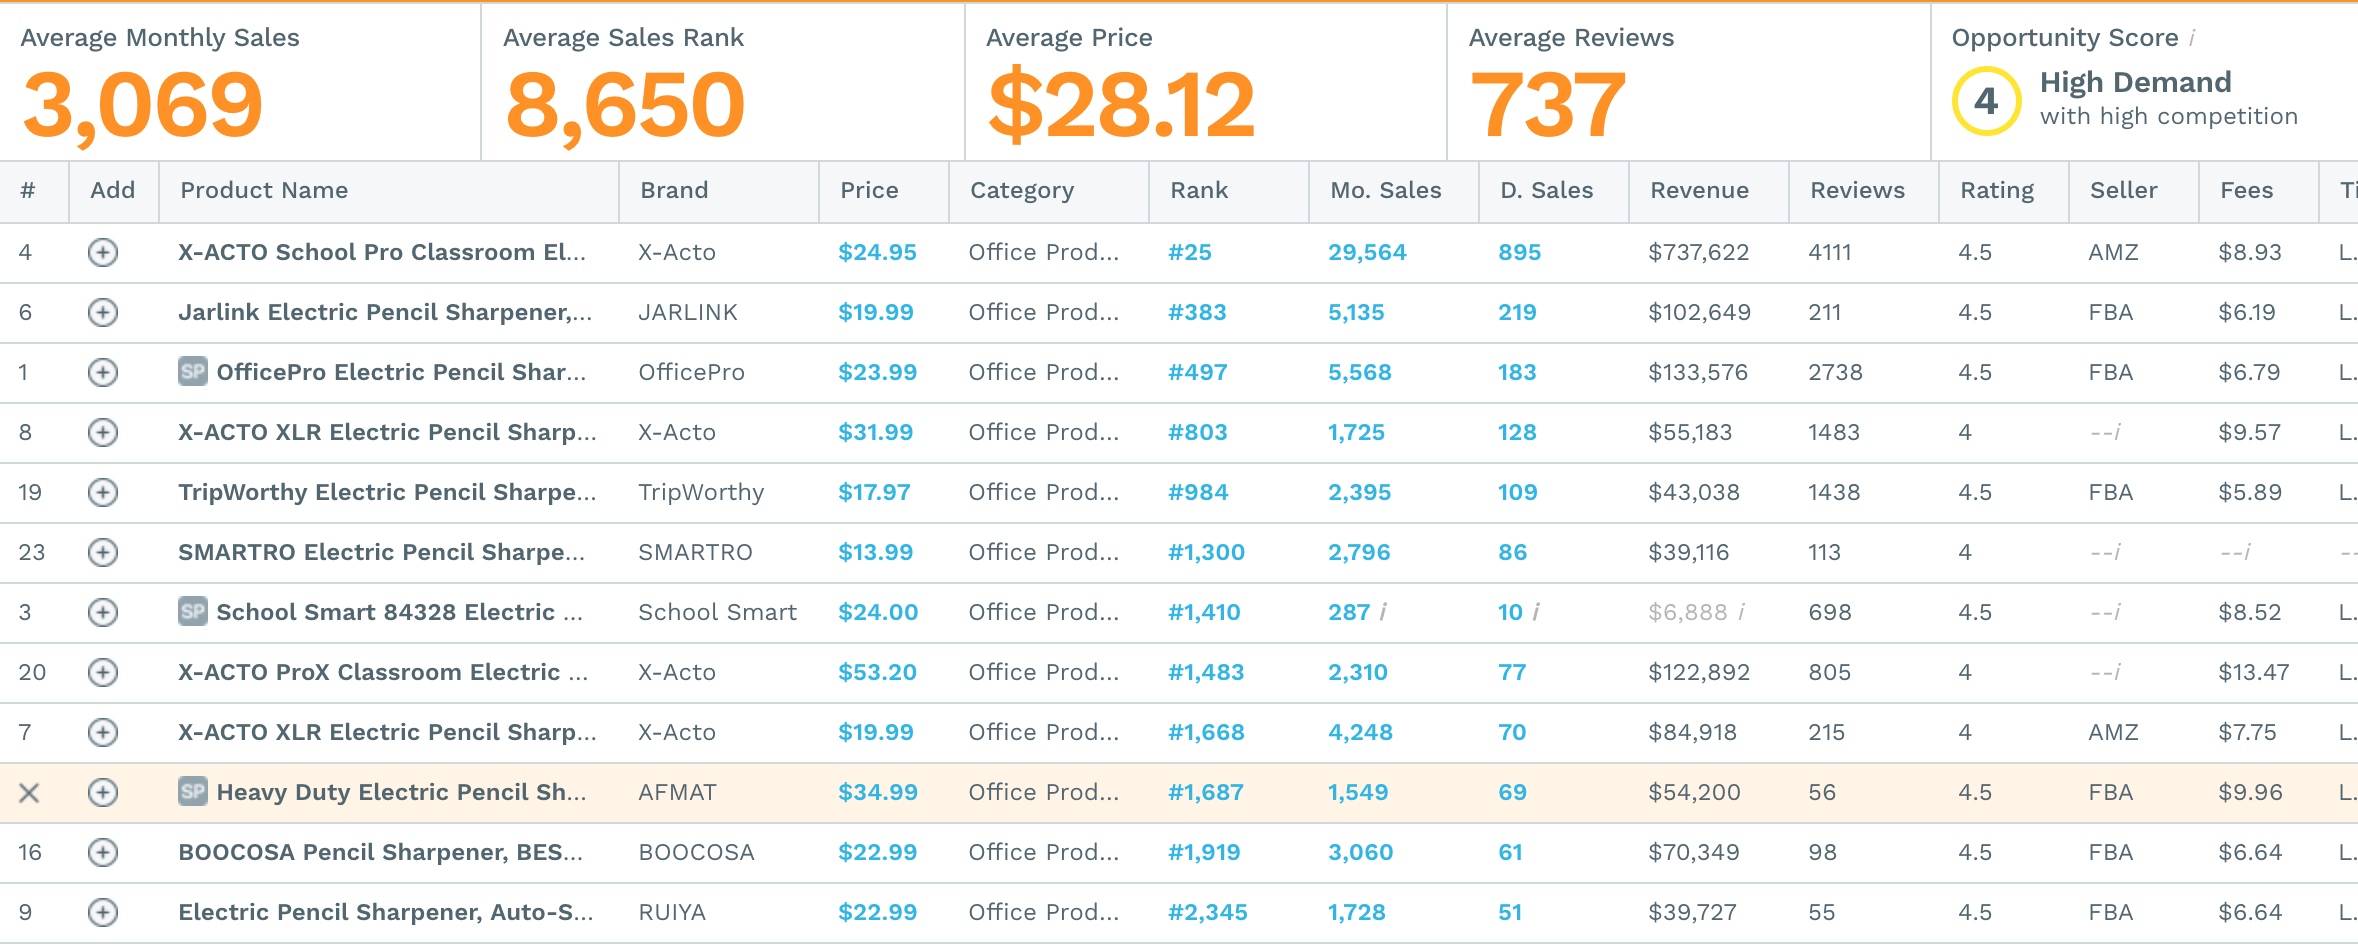 Average Monthly Sales Average Sales Rank Average Price Average Reviews Opportunity Score i
3,069 8,650 $28.12 737 4 High Demand
with high competition
# Add Product Name Brand Price Category Rank Mo. Sales D. Sales Revenue Reviews Rating Seller Fees Ti
4 X-ACTO School Pro Classroom El... X-Acto $24.95 Office Prod... #25 29,564 895 $737,622 4111 4.5 AMZ $8.93 L.
6 Jarlink Electric Pencil Sharpener,... JARLINK $19.99 Office Prod... #383 5,135 219 $102,649 211 4.5 FBA $6.19 L.
1 SP OfficePro Electric Pencil Shar... OfficePro $23.99 Office Prod... #497 5,568 183 $133,576 2738 4.5 FBA $6.79 L.
8 X-ACTO XLR Electric Pencil Sharp... X-Acto $31.99 Office Prod... #803 1,725 128 $55,183 1483 4 --i $9.57 L.
19 TripWorthy Electric Pencil Sharpe... TripWorthy $17.97 Office Prod... #984 2,395 109 $43,038 1438 4.5 FBA $5.89 L.
23 SMARTRO Electric Pencil Sharpe... SMARTRO $13.99 Office Prod... #1,300 2,796 86 $39,116 113 4 --i --i --
3 SP School Smart 84328 Electric ... School Smart $24.00 Office Prod... #1,410 287 i 10 i $6,888 i 698 4.5 --i $8.52 L.
20 X-ACTO ProX Classroom Electric ... X-Acto $53.20 Office Prod... #1,483 2,310 77 $122,892 805 4 --i $13.47 L.
7 X-ACTO XLR Electric Pencil Sharp... X-Acto $19.99 Office Prod... #1,668 4,248 70 $84,918 215 4 AMZ $7.75 L.
SP Heavy Duty Electric Pencil Sh... AFMAT $34.99 Office Prod... #1,687 1,549 69 $54,200 56 4.5 FBA $9.96 L.
16 BOOCOSA Pencil Sharpener, BES... BOOCOSA $22.99 Office Prod... #1,919 3,060 61 $70,349 98 4.5 FBA $6.64 L.
9 Electric Pencil Sharpener, Auto-S... RUIYA $22.99 Office Prod... #2,345 1,728 51 $39,727 55 4.5 FBA $6.64 L.